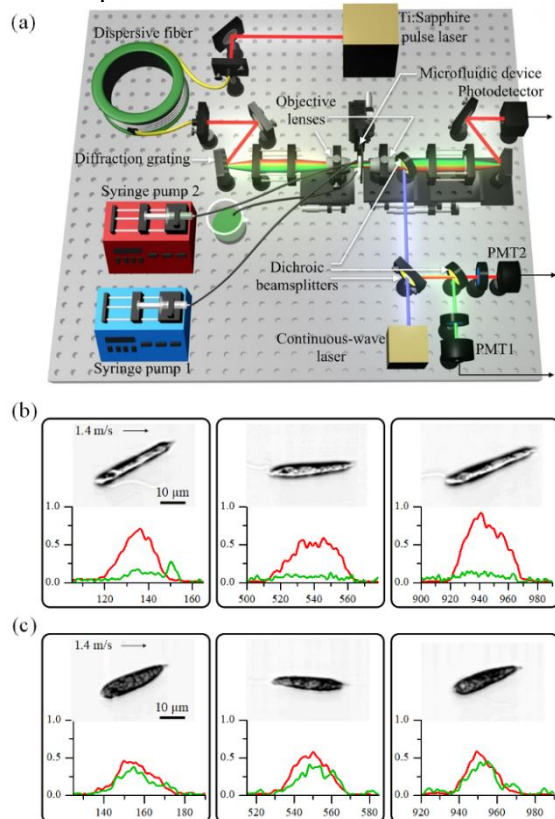 (a)
Ti:Sapphire
pulse laser
Dispersive fiber
Microfluidic device
Photodetector
Objective
lenses
Diffraction grating
Syringe pump 2
Dichroic
beamsplitters
PMT2
Continuous-wave
laser
PMT1
Syringe pump 1
(b)
1.4 m/s
10 μm
1.0
0.5
0.0
120 140 160
500 520 540 560
900 920 940 960 980
(c)
1.4 m/s
10 μm
1.0
0.5
0.0
140 160 180
520 540 560 580
920 940 960 980